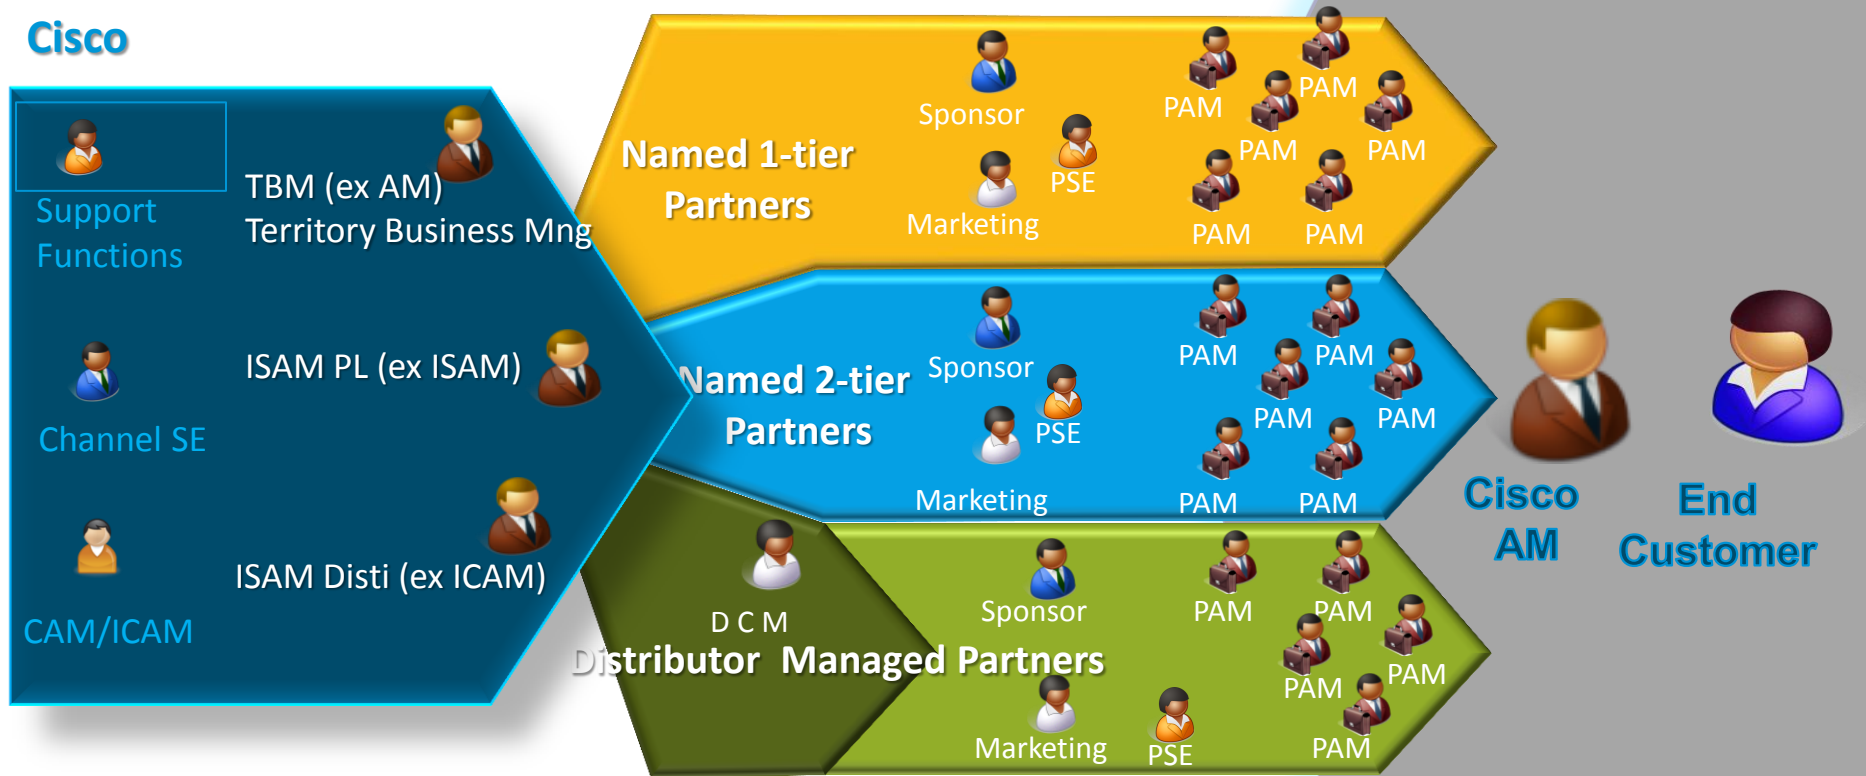 Cisco
Support
Functions
Channel SE
CAM/ICAM
TBM (ex AM)
Territory Business Mng
ISAM PL (ex ISAM)
ISAM Disti (ex ICAM)
Named 1-tier
Partners
Sponsor
PSE
Marketing
PAM
PAM
PAM
PAM
PAM
PAM
Named 2-tier
Partners
Sponsor
PSE
Marketing
PAM
PAM
PAM
PAM
PAM
PAM
D C M
Distributor  Managed Partners
Sponsor
Marketing
PSE
PAM
PAM
PAM
PAM
PAM
Cisco
AM
End
Customer